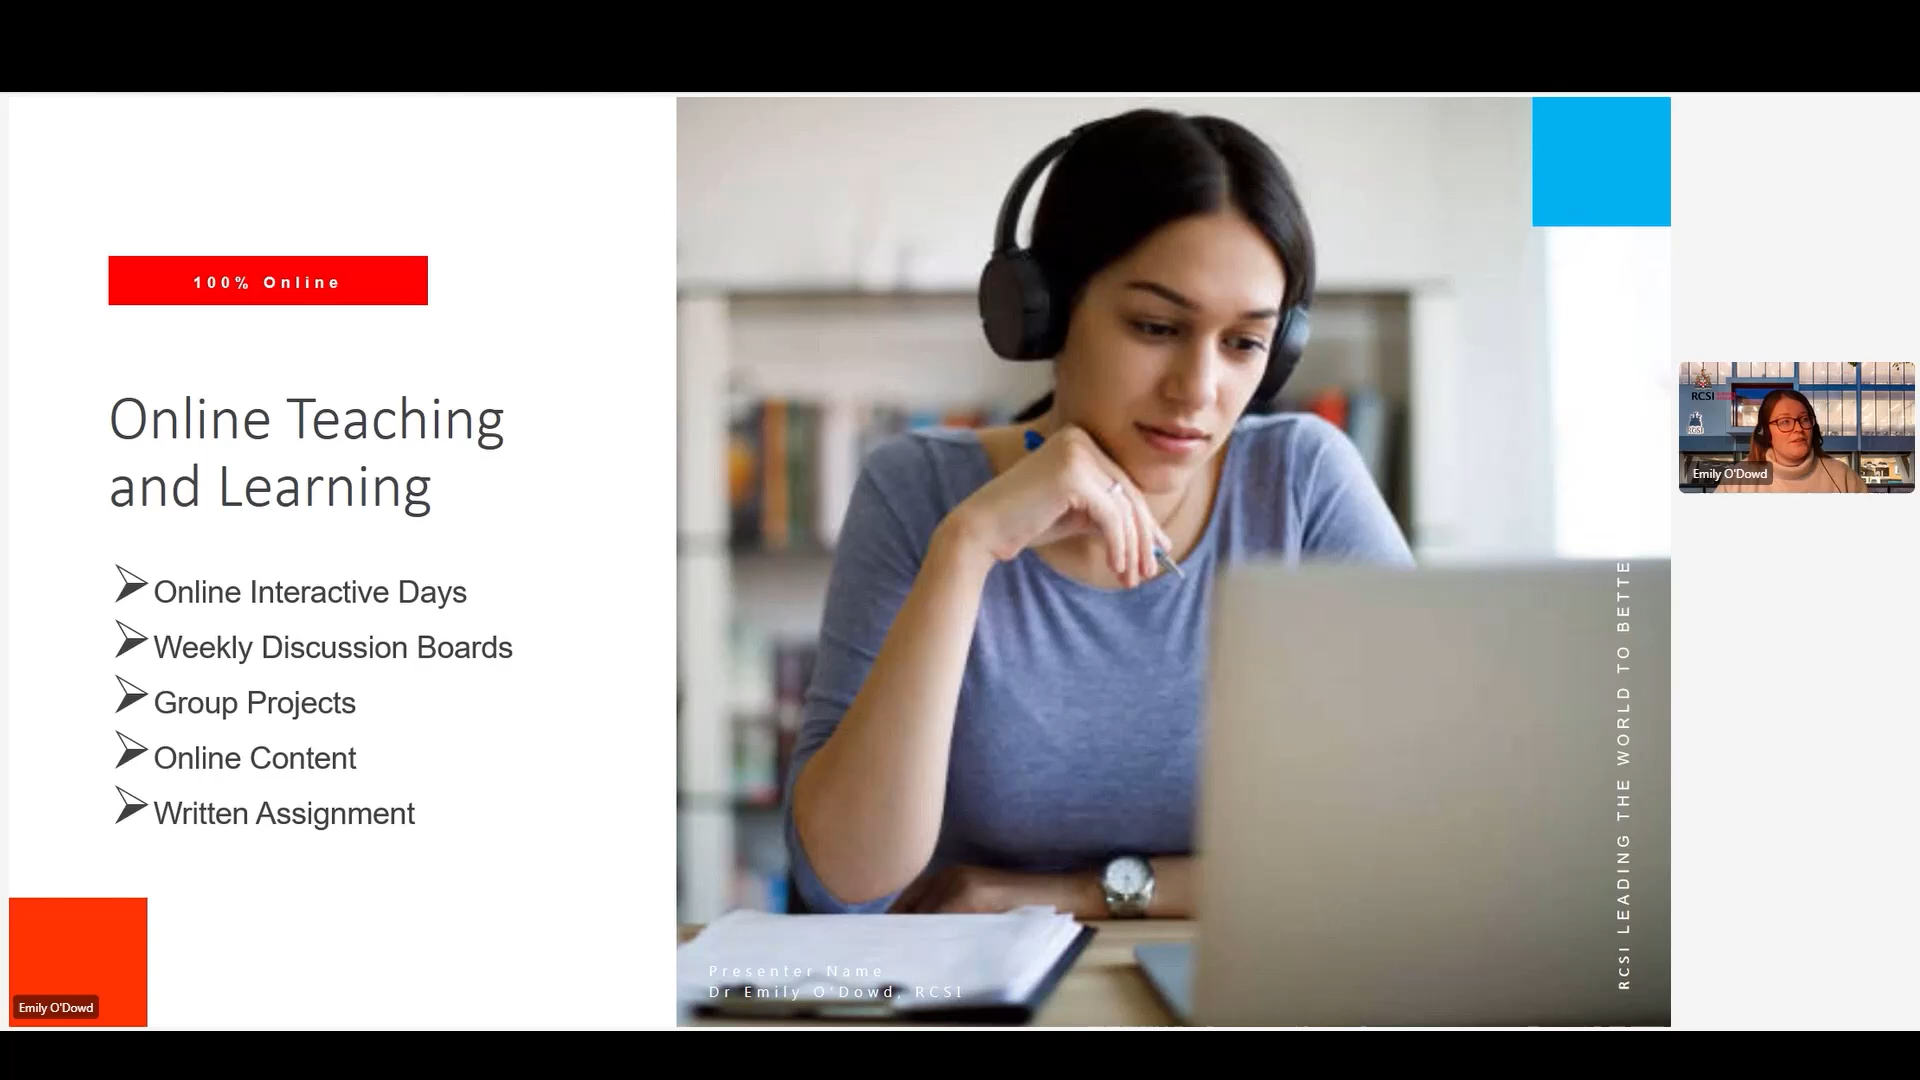 100% Online
Online Teaching
and Learning
Online Interactive Days
Weekly Discussion Boards
Group Projects
Online Content
Written Assignment
Emily O'Dowd
Presenter Name
Dr Emily O'Dowd, RCSI
RCSI LEADING THE WORLD TO BETTE
RCSI
Emily O'Dowd